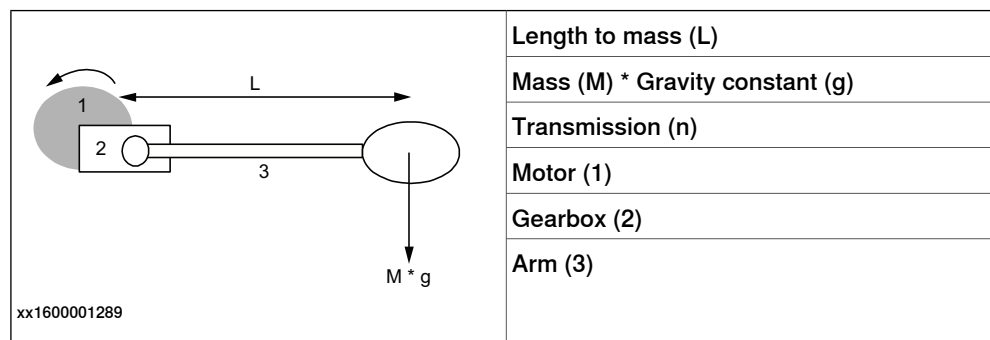 L
1
2
3
M * g
xx1600001289
Length to mass (L)
Mass (M) * Gravity constant (g)
Transmission (n)
Motor (1)
Gearbox (2)
Arm (3)